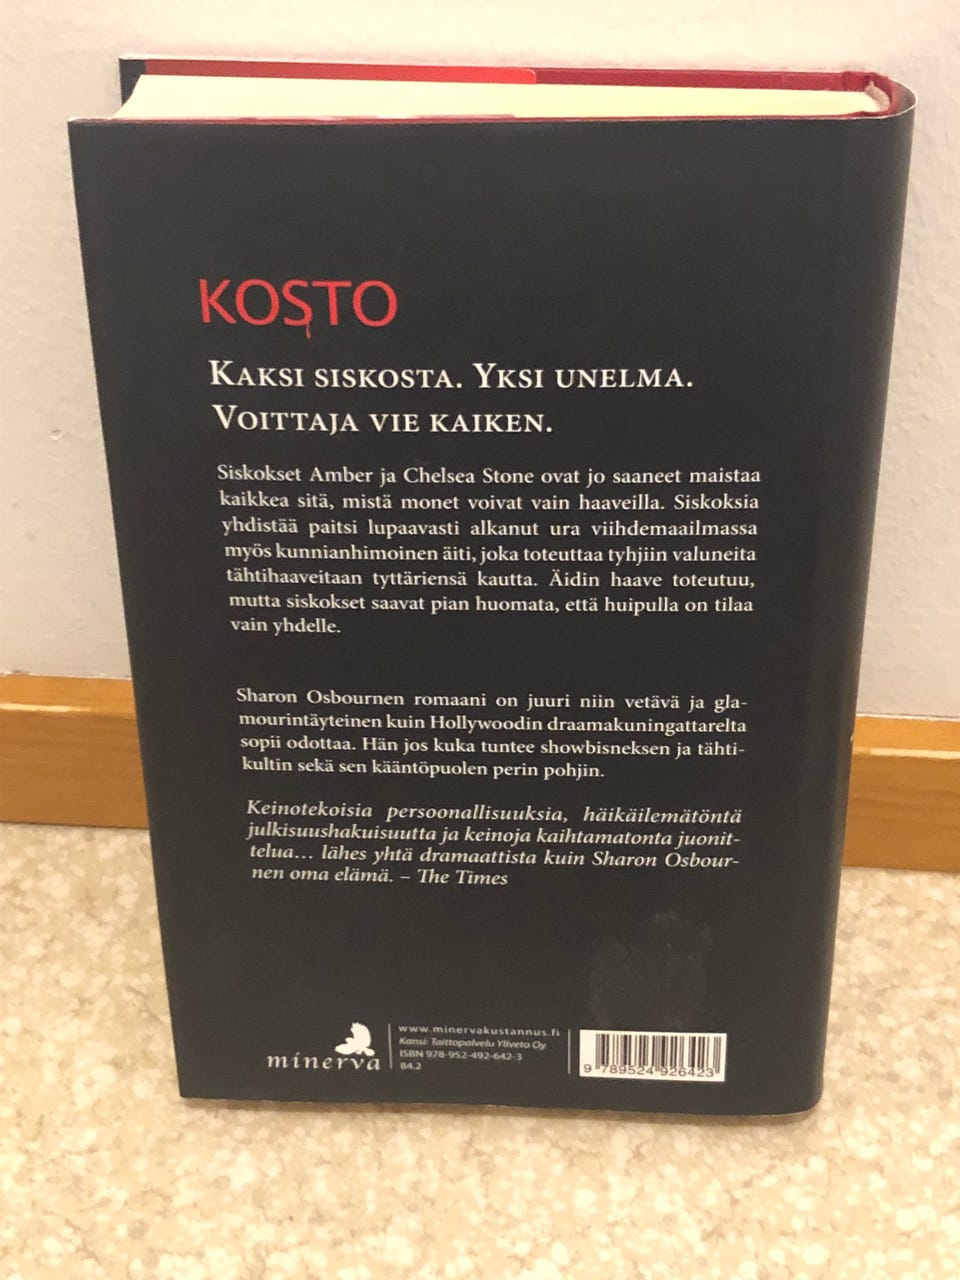 KOSTO
KAKSI SISKOSTA. YKSI UNELMA.
VOITTAJA VIE KAIKEN.
Siskokset Amber ja Chelsea Stone ovat jo saaneet maistaa
kaikkea sitä, mistä monet voivat vain haaveilla. Siskoksia
yhdistää paitsi lupaavasti alkanut ura viihdemaailmassa
myös kunnianhimoinen äiti, joka toteuttaa tyhjiin valuneita
tähtihaaveitaan tyttäriensä kautta. Äidin haave toteutuu,
mutta siskokset saavat pian huomata, että huipulla on tilaa
vain yhdelle.
Sharon Osbournen romaani on juuri niin vetävä ja gla-
mourintäyteinen kuin Hollywoodin draamakuningattarelta
sopii odottaa. Hän jos kuka tuntee showbisneksen ja tähti-
kultin sekä sen kääntöpuolen perin pohjin.
Keinotekoisia persoonallisuuksia, häikäilemätöntä
julkisuushakuisuutta ja keinoja kaihtamatonta juonit-
telua... lähes yhtä dramaattista kuin Sharon Osbour-
nen oma elämä. – The Times
minerva
www.minervakustannus.fi
Kansi: Taittopalvelu Yliveto Oy
ISBN 978-952-492-642-3
84.2
9 789524 926423